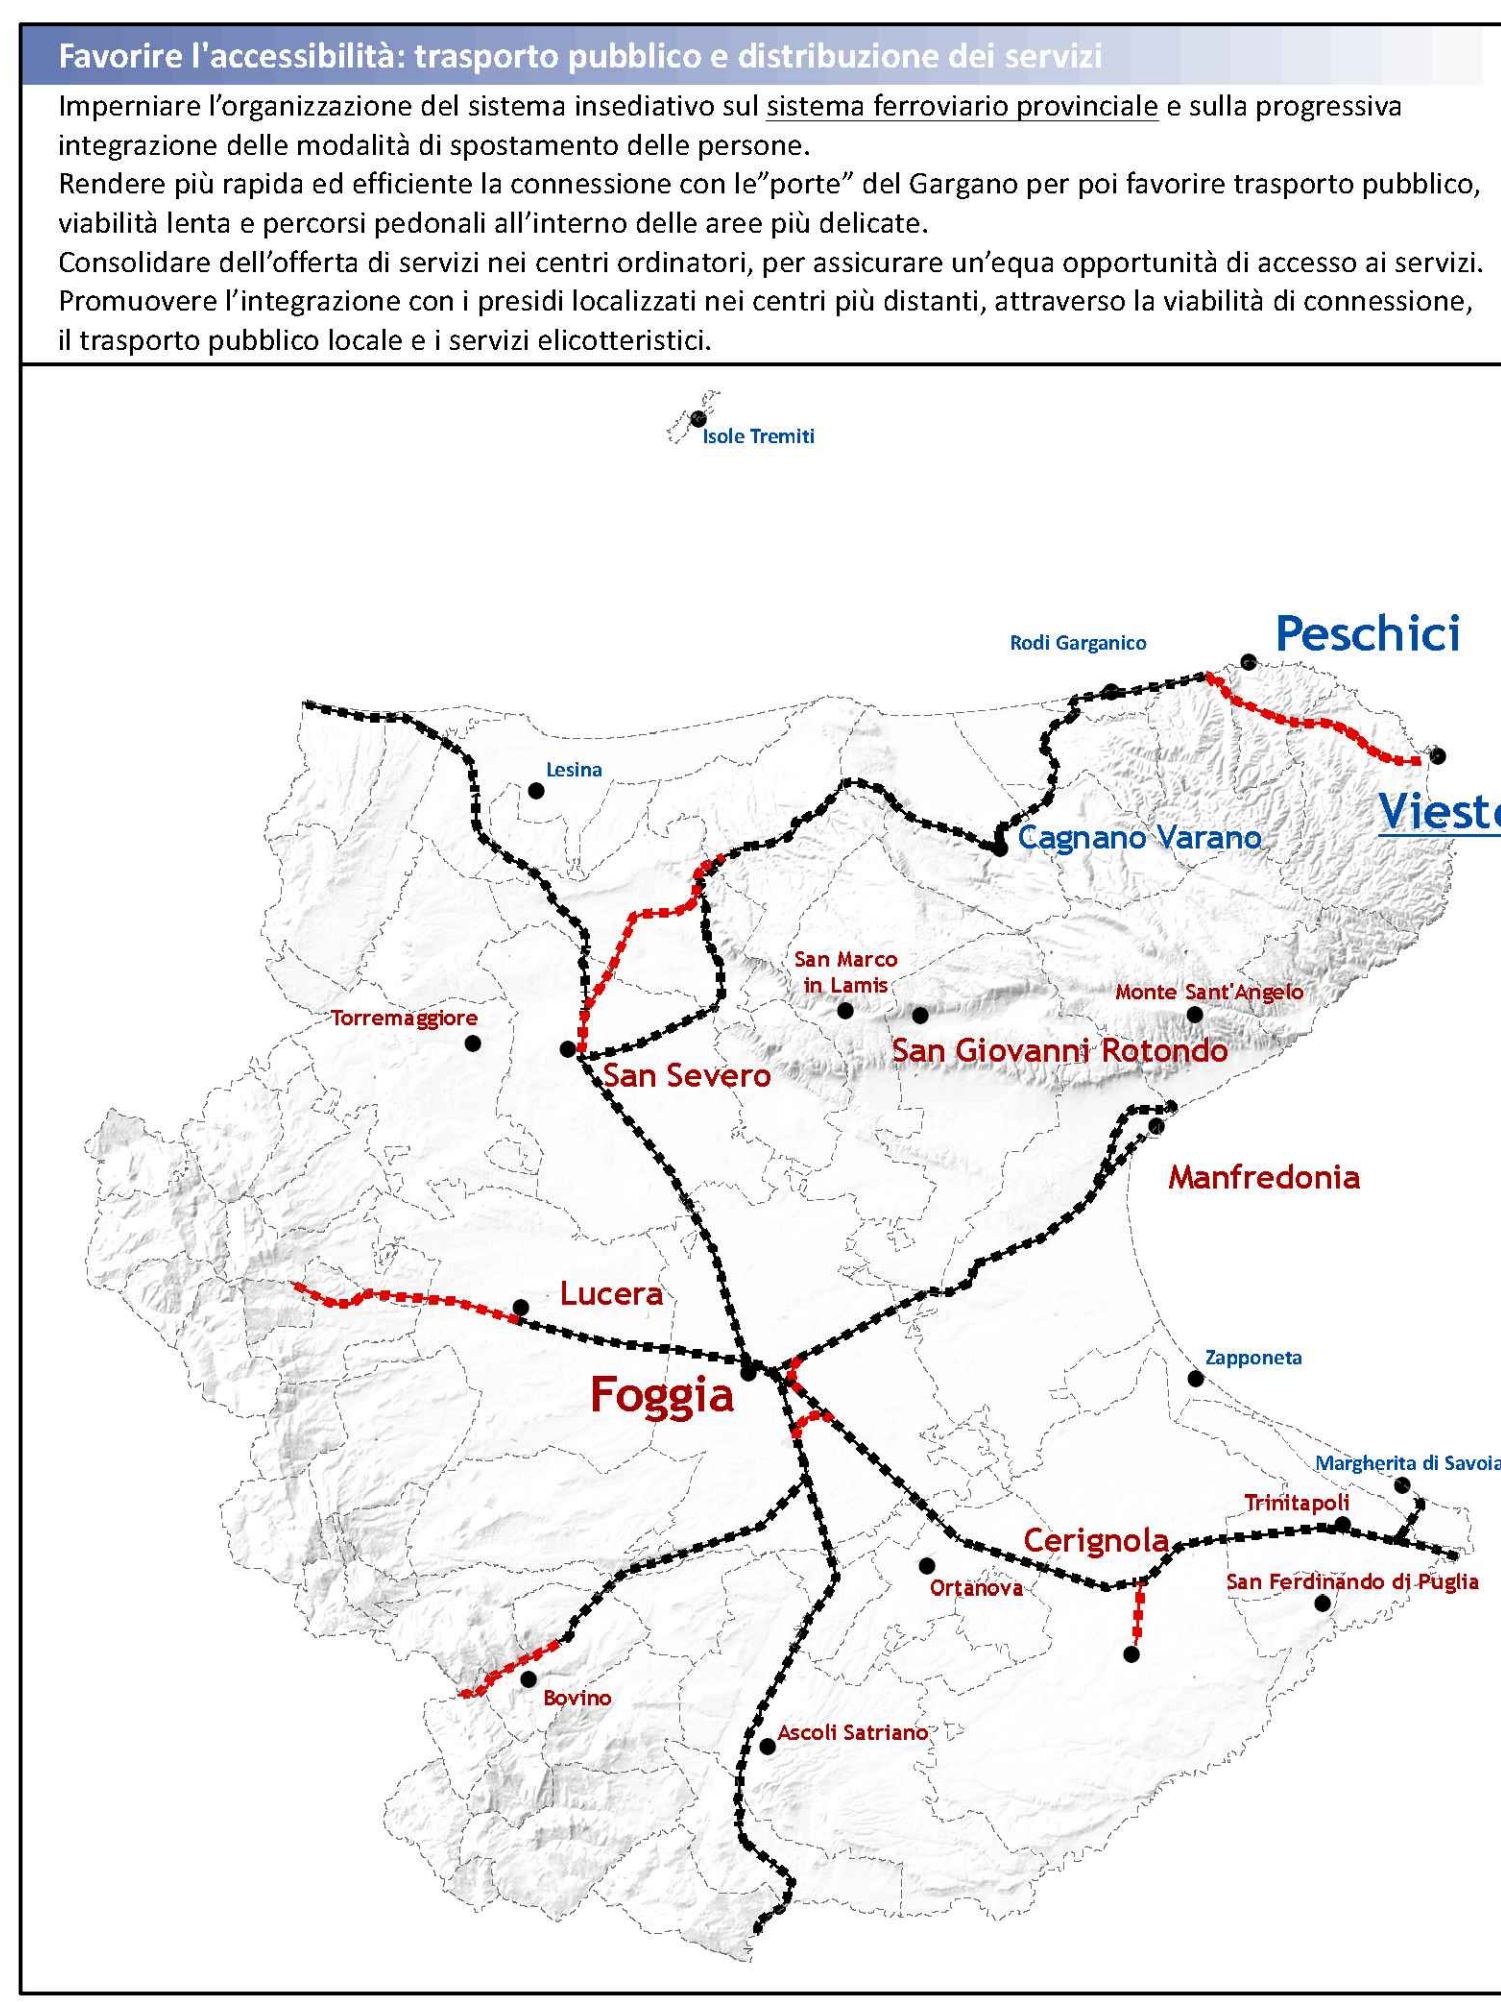 Favorire l'accessibilità: trasporto pubblico e distribuzione dei servizi
Imperniare l’organizzazione del sistema insediativo sul sistema ferroviario provinciale e sulla progressiva
integrazione delle modalità di spostamento delle persone.
Rendere più rapida ed efficiente la connessione con le”porte” del Gargano per poi favorire trasporto pubblico,
viabilità lenta e percorsi pedonali all’interno delle aree più delicate.
Consolidare dell’offerta di servizi nei centri ordinatori, per assicurare un’equa opportunità di accesso ai servizi.
Promuovere l’integrazione con i presidi localizzati nei centri più distanti, attraverso la viabilità di connessione,
il trasporto pubblico locale e i servizi elicotteristici.
Isole Tremiti
Peschici
Rodi Garganico
Lesina
Vieste
Cagnano Varano
San Marco
in Lamis
Monte Sant'Angelo
Torremaggiore
San Giovanni Rotondo
San Severo
Manfredonia
Lucera
Zapponeta
Foggia
Margherita di Savoia
Trinitapoli
Cerignola
San Ferdinando di Puglia
Ortanova
Bovino
Ascoli Satriano